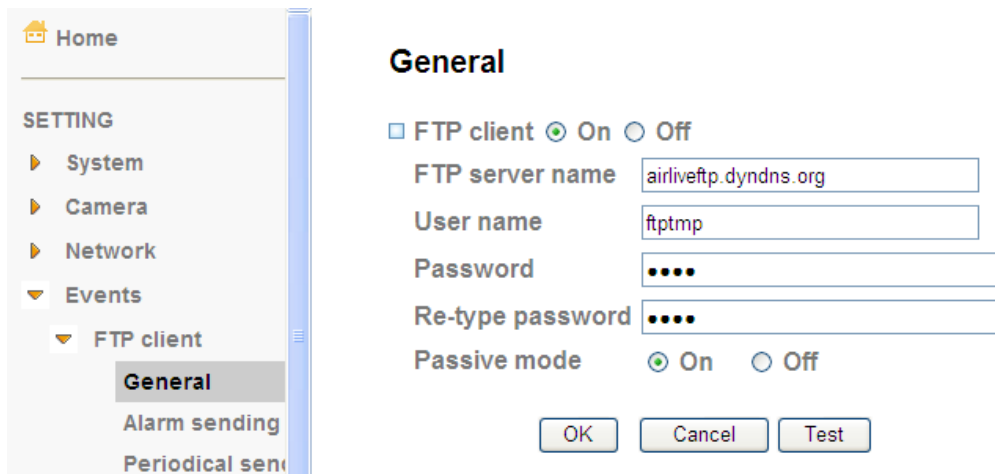 Home
SETTING
System
Camera
Network
Events
FTP client
General
Alarm sending
Periodical
General
FTP client On Off
FTP server name airliveftp.dyndns.org
User name ftptmp
Password ••••
Re-type password ••••
Passive mode On Off
OK Cancel Test